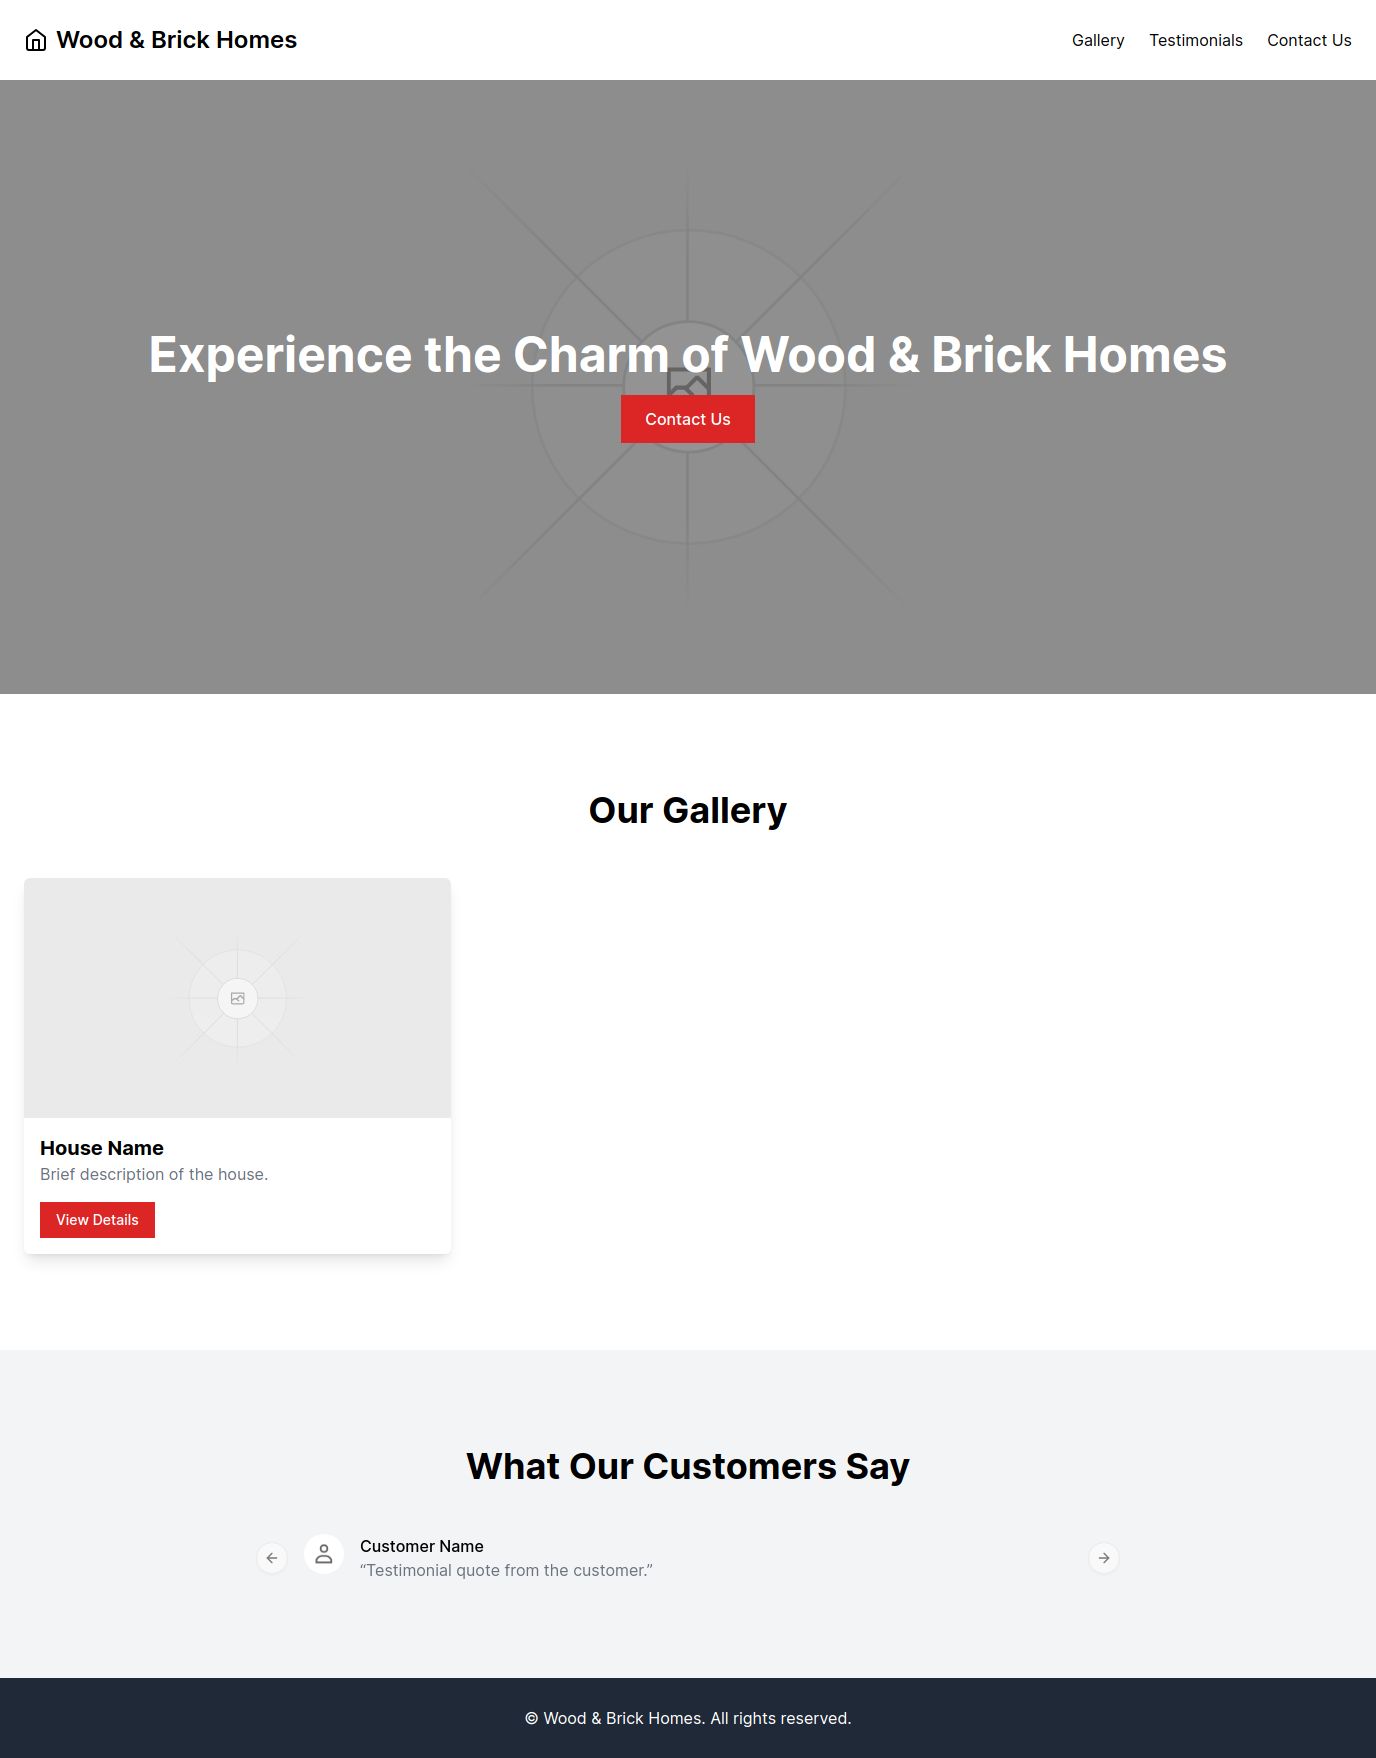 Wood & Brick Homes
Gallery Testimonials Contact Us
Experience the Charm of Wood & Brick Homes
Contact Us
Our Gallery
House Name
Brief description of the house.
View Details
What Our Customers Say
Customer Name
“Testimonial quote from the customer.”
© Wood & Brick Homes. All rights reserved.